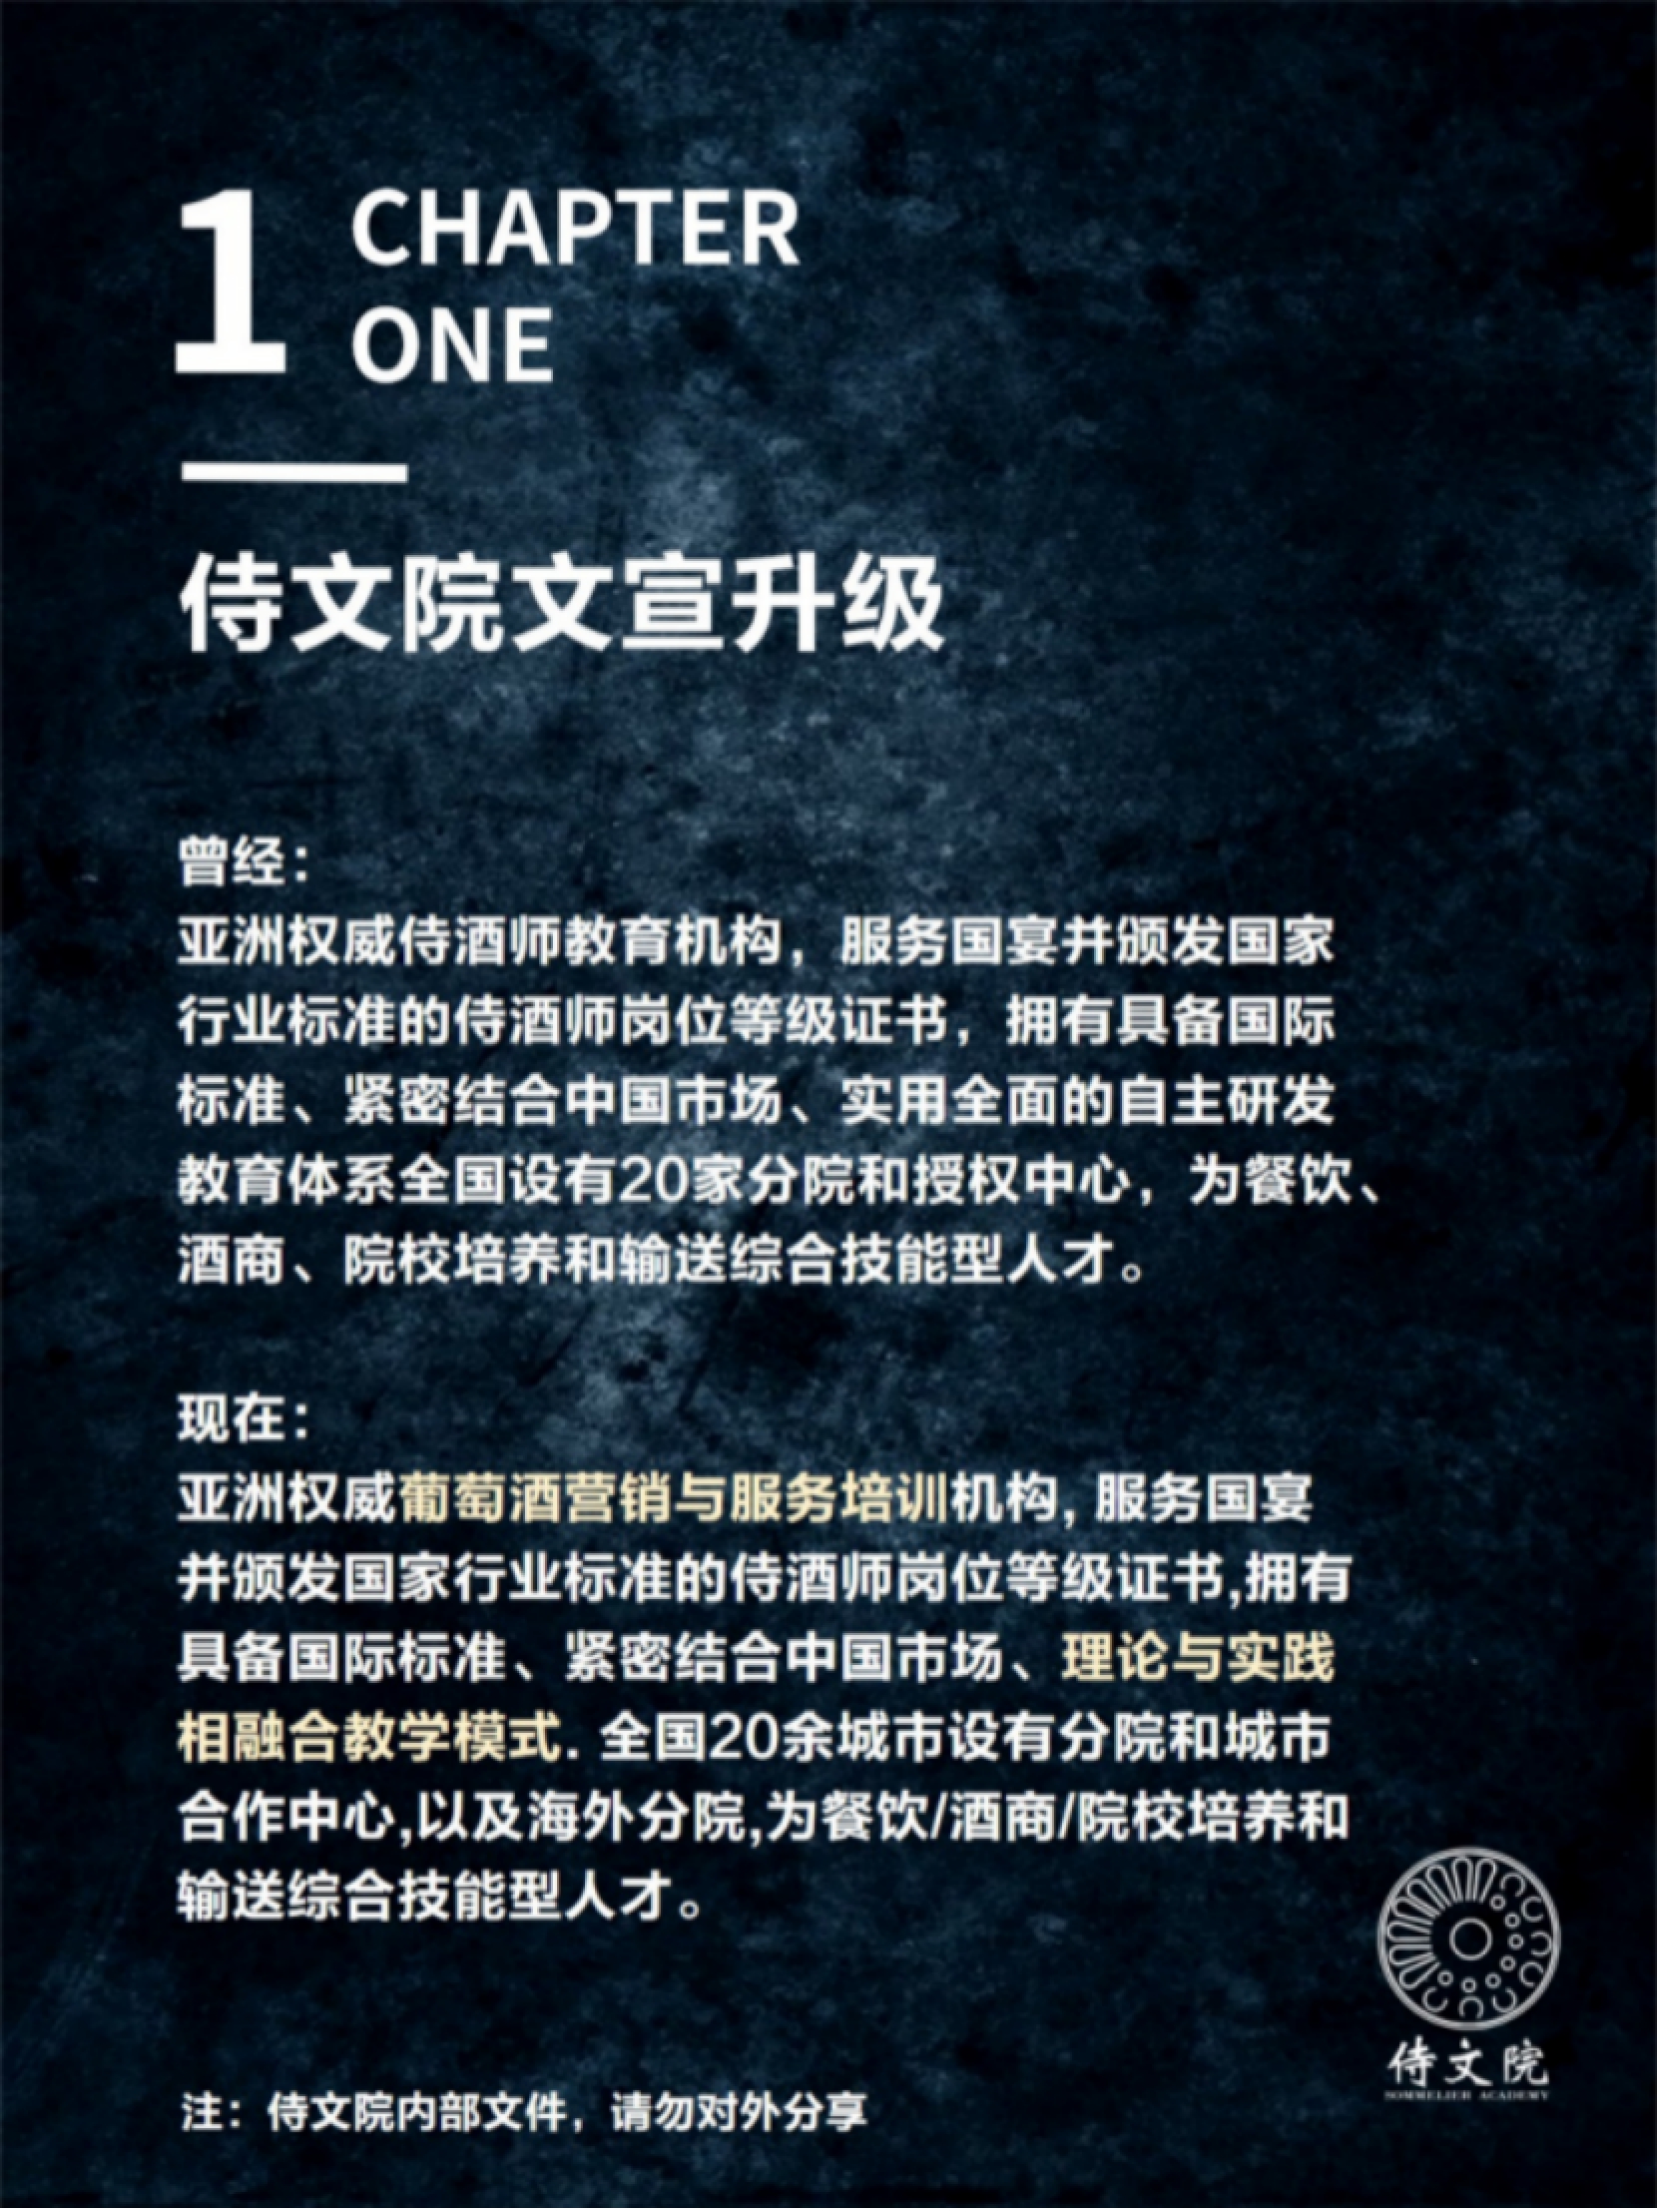 1 CHAPTER
ONE
侍文院文宣升级
曾经：
亚洲权威侍酒师教育机构，服务国宴并颁发国家
行业标准的侍酒师岗位等级证书，拥有具备国际
标准、紧密结合中国市场、实用全面的自主研发
教育体系全国设有20家分院和授权中心，为餐饮、
酒商、院校培养和输送综合技能型人才。
现在：
亚洲权威葡萄酒营销与服务培训机构, 服务国宴
并颁发国家行业标准的侍酒师岗位等级证书,拥有
具备国际标准、紧密结合中国市场、理论与实践
相融合教学模式. 全国20余城市设有分院和城市
合作中心,以及海外分院,为餐饮/酒商/院校培养和
输送综合技能型人才。
侍文院
SOMMELIER ACADEMY
注：侍文院内部文件，请勿对外分享